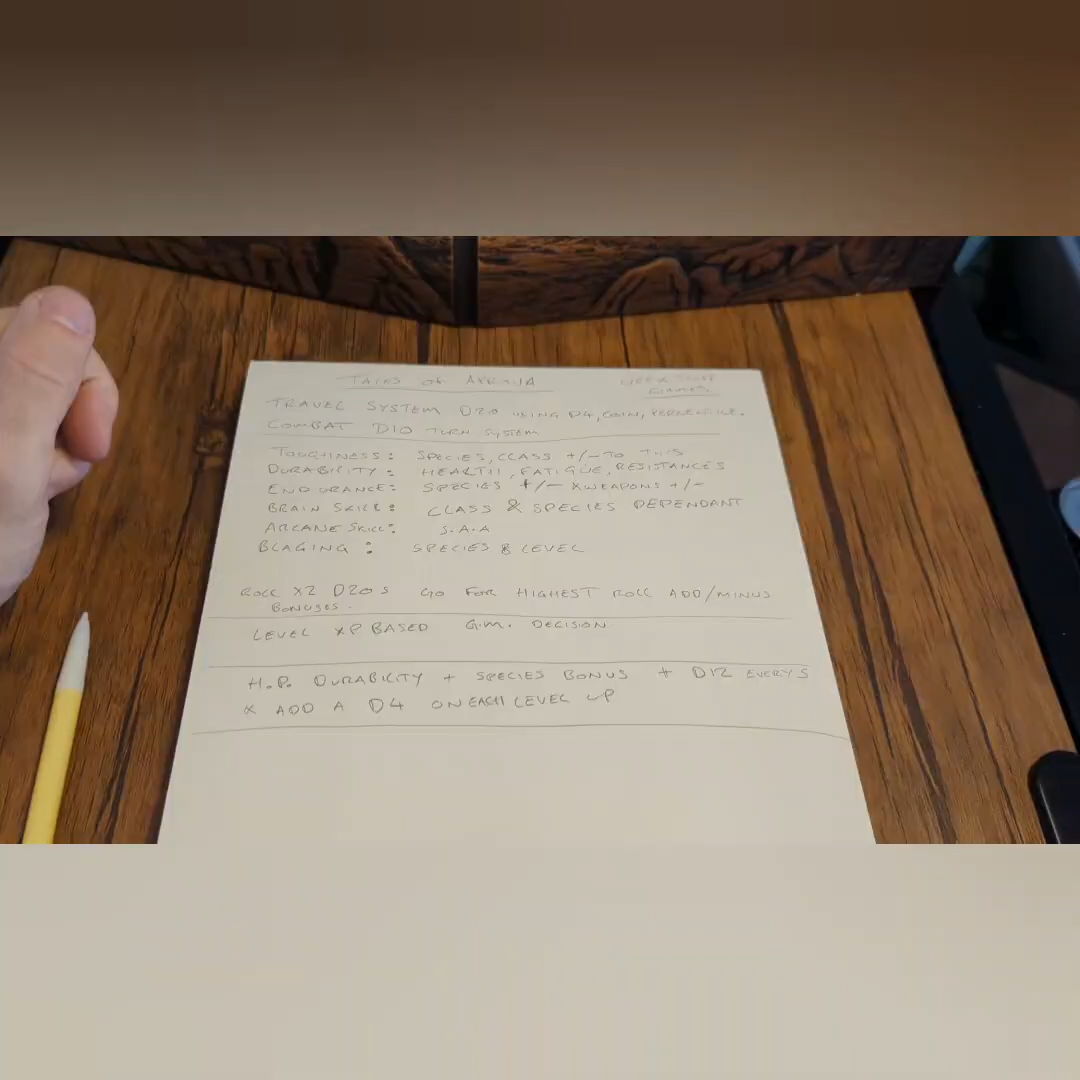 TALES OF
GAMES.
TRAVEL SYSTEM D20 USING D4, COIN,
COMBAT D10 TURN SYSTEM
TOUGHNESS: SPECIES, CLASS +/- TO THIS
DURABILITY: HEALTH, FATIGUE, RESISTANCES
ENDURANCE: SPECIES +/- & WEAPONS +/-
BRAIN SKILL: CLASS & SPECIES DEPENDANT
ARCANE SKILL: S.A.A
BLAGING: SPECIES & LEVEL
ROLL X2 D20S GO FOR HIGHEST ROLL ADD/MINUS
BONUSES.
LEVEL XP BASED G.M. DECISION
H.P. DURABILITY + SPECIES BONUS + D12 EVERY 5
& ADD A D4 ON EACH LEVEL UP